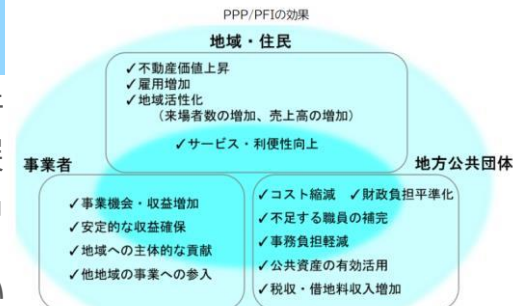 PPP/PFIの効果
地域・住民
✓不動産価値上昇
✓雇用増加
✓地域活性化
（来場者数の増加、売上高の増加）
✓サービス・利便性向上
事業者
✓事業機会・収益増加
✓安定的な収益確保
✓地域への主体的な貢献
✓他地域の事業への参入
地方公共団体
✓コスト縮減 ✓財政負担平準化
✓不足する職員の補完
✓事務負担軽減
✓公共資産の有効活用
✓税収・借地料収入増加